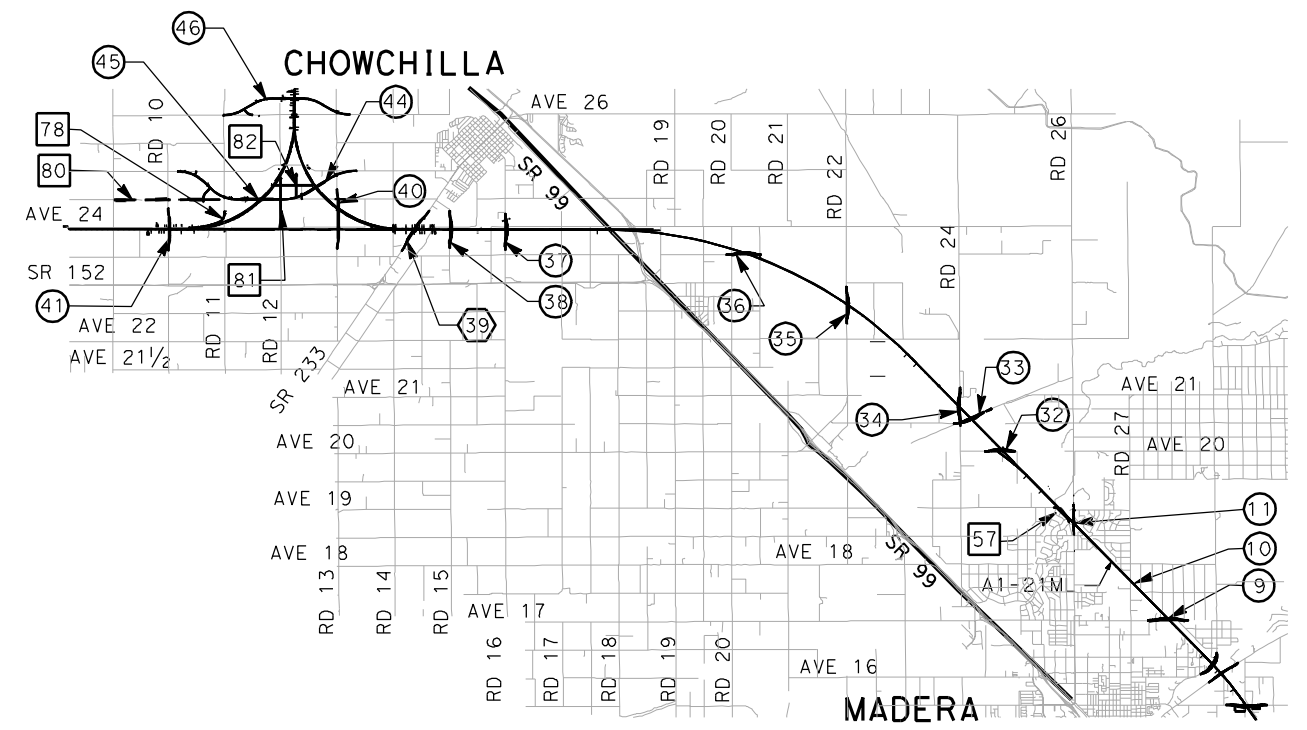 46
CHOWCHILLA
45
44
AVE 26
78
RD 10
82
RD 19
RD 20
RD 21
RD 22
RD 26
80
SR 99
40
AVE 24
RD 24
SR 152
81
37
41
38
36
AVE 22
RD 11
RD 12
39
35
AVE 21½
SR 233
AVE 21
33
AVE 21
34
32
RD 27
AVE 20
AVE 20
AVE 19
11
57
AVE 18
AVE 18
SR 99
10
A1-21M
9
RD 13
RD 14
RD 15
AVE 17
RD 16
RD 17
RD 18
RD 19
RD 20
AVE 16
MADERA